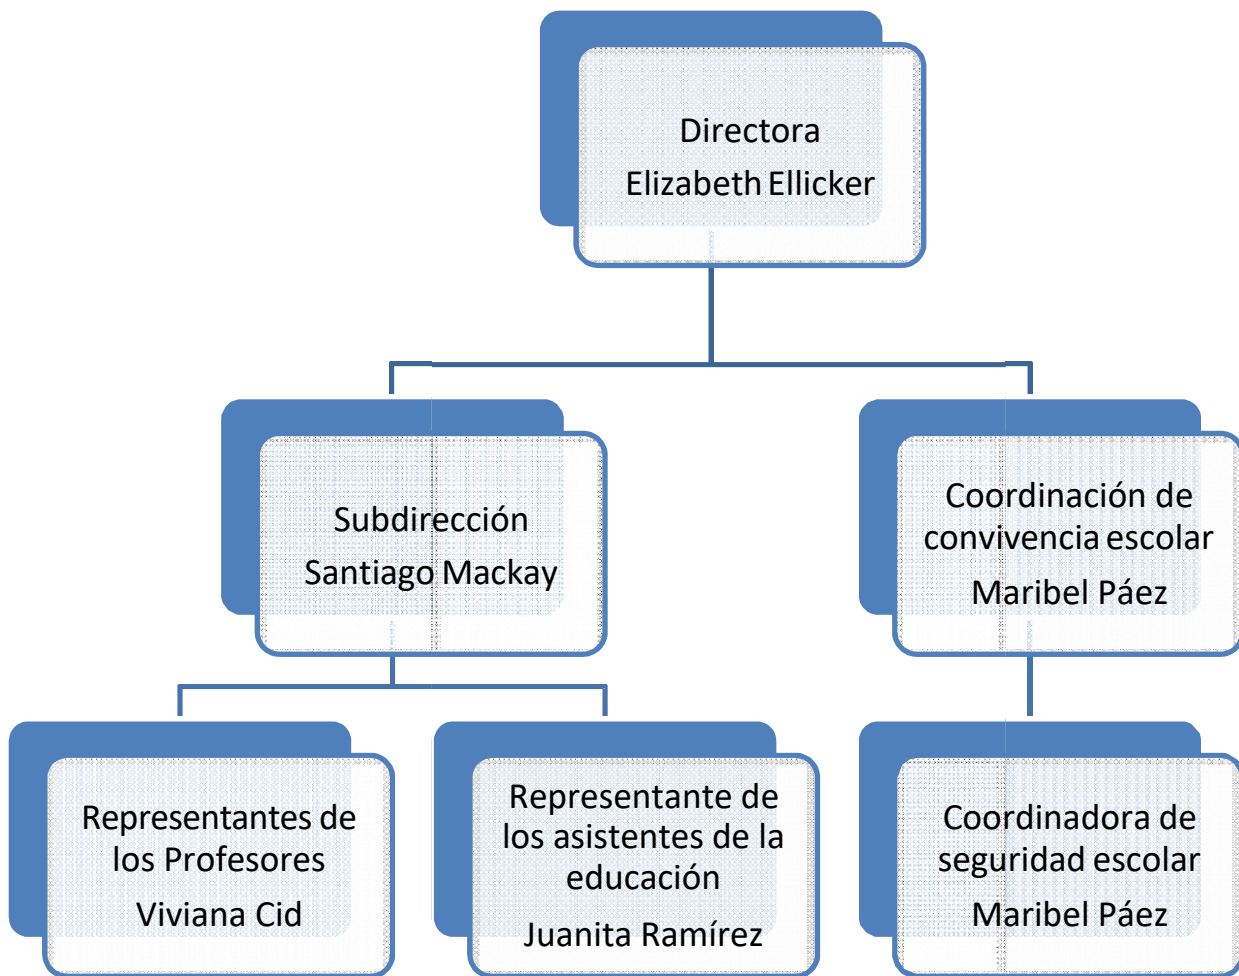 Directora
Elizabeth Ellicker
Subdirección
Santiago Mackay
Coordinación de
convivencia escolar
Maribel Páez
Representantes de
los Profesores
Viviana Cid
Representante de
los asistentes de la
educación
Juanita Ramírez
Coordinadora de
seguridad escolar
Maribel Páez